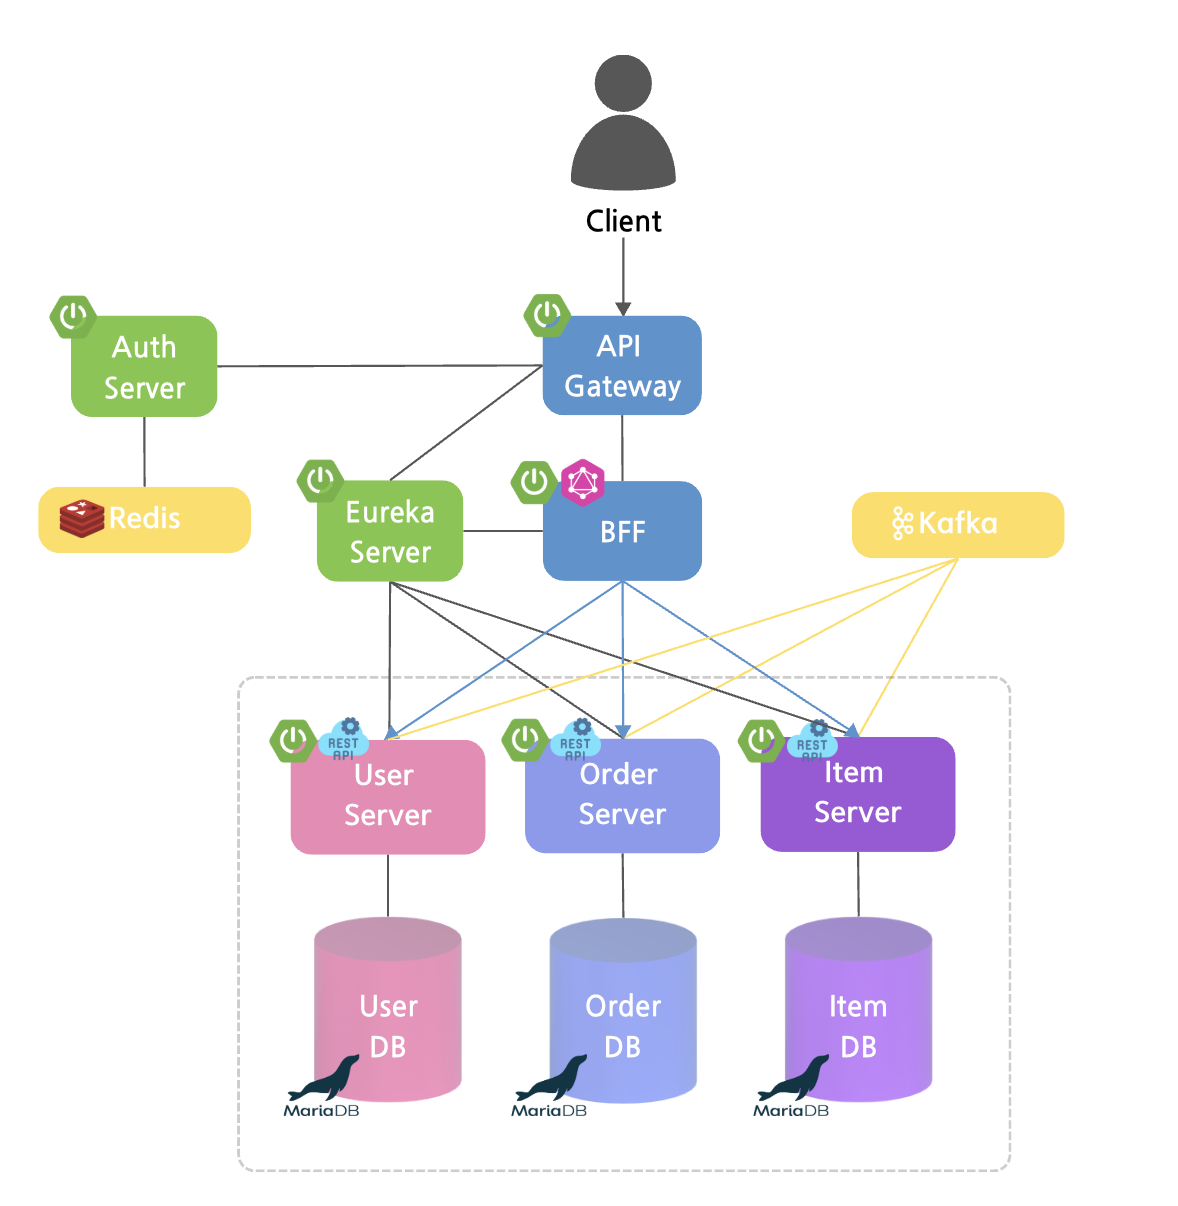 Client
Auth
Server
API
Gateway
Redis
Eureka
Server
BFF
Kafka
REST
API
User
Server
REST
API
Order
Server
REST
API
Item
Server
User
DB
MariaDB
Order
DB
MariaDB
Item
DB
MariaDB